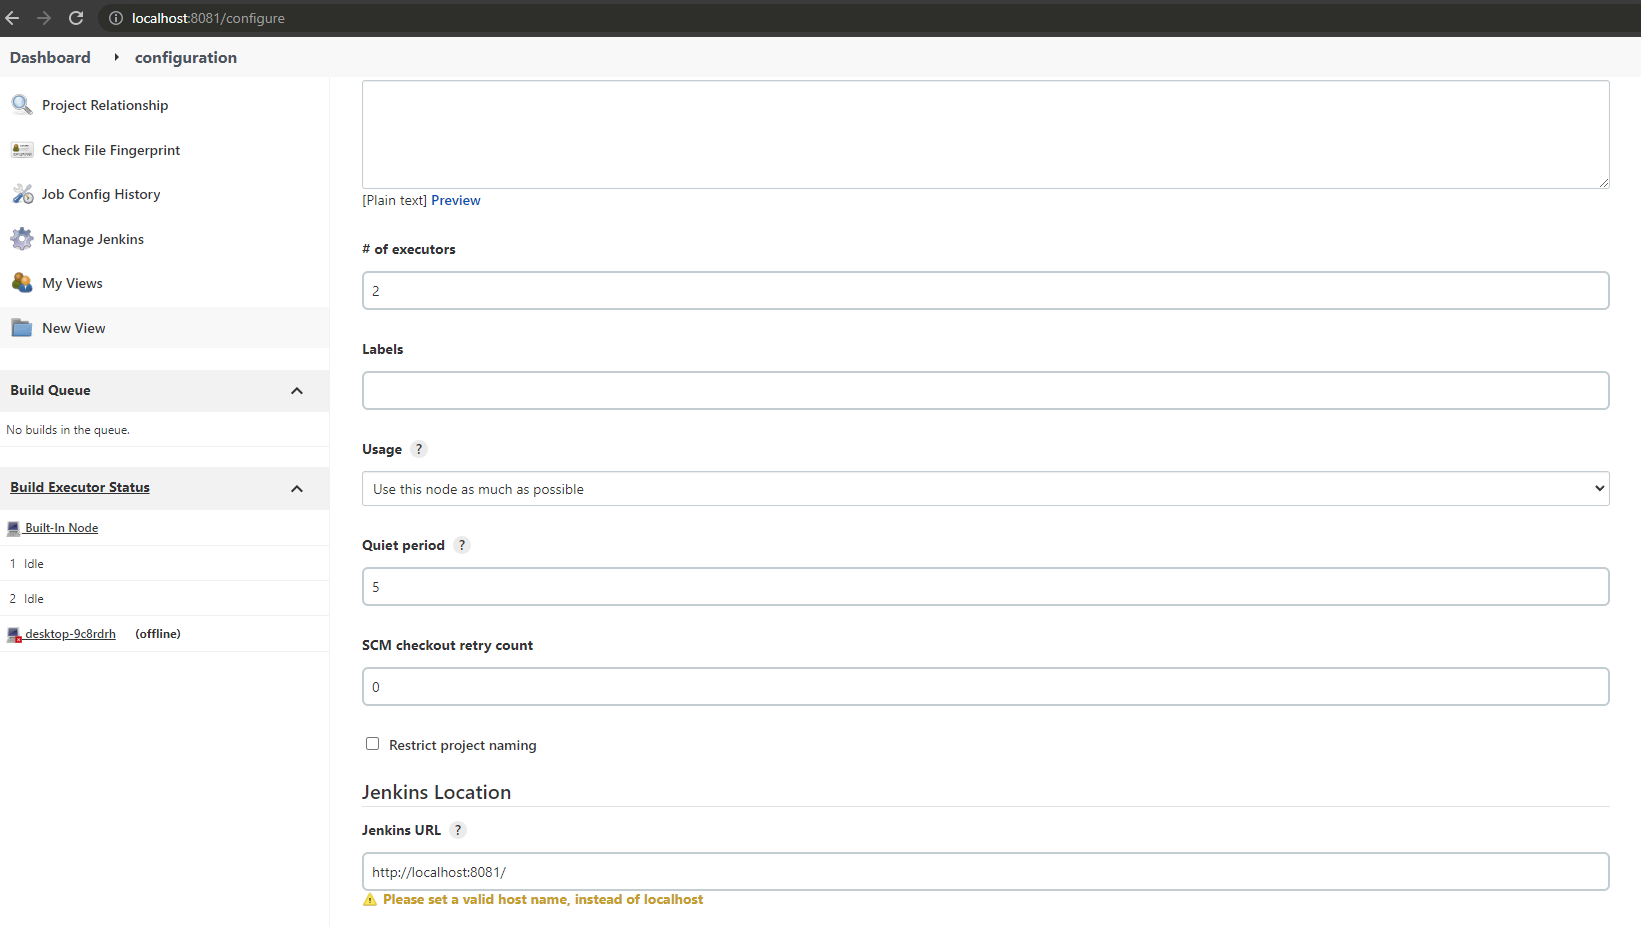 localhost:8081/configure
Dashboard configuration
Project Relationship
Check File Fingerprint
Job Config History
Manage Jenkins
My Views
New View
Build Queue
No builds in the queue.
Build Executor Status
Built-In Node
1 Idle
2 Idle
desktop-9c8rdrh (offline)
[Plain text] Preview
# of executors
2
Labels
Usage ?
Use this node as much as possible
Quiet period ?
5
SCM checkout retry count
0
Restrict project naming
Jenkins Location
Jenkins URL ?
http://localhost:8081/
Please set a valid host name, instead of localhost